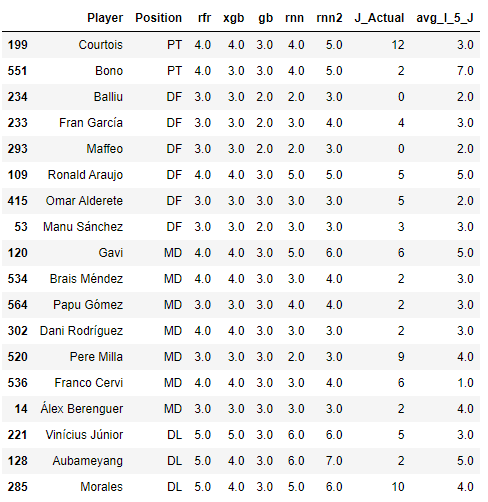 Player Position rfr xgb gb rnn rnn2 J_Actual avg_l_5_J
199 Courtois PT 4.0 4.0 3.0 4.0 5.0 12 3.0
551 Bono PT 4.0 3.0 3.0 4.0 5.0 2 7.0
234 Balliu DF 3.0 3.0 2.0 2.0 3.0 0 2.0
233 Fran García DF 3.0 3.0 2.0 3.0 4.0 4 3.0
293 Maffeo DF 3.0 3.0 2.0 2.0 3.0 0 2.0
109 Ronald Araujo DF 4.0 4.0 3.0 5.0 5.0 5 5.0
415 Omar Alderete DF 3.0 3.0 3.0 3.0 3.0 5 2.0
53 Manu Sánchez DF 3.0 3.0 2.0 3.0 3.0 3 3.0
120 Gavi MD 4.0 4.0 3.0 5.0 6.0 6 5.0
534 Brais Méndez MD 4.0 4.0 3.0 3.0 4.0 2 3.0
564 Papu Gómez MD 3.0 3.0 3.0 4.0 4.0 2 3.0
302 Dani Rodríguez MD 4.0 4.0 3.0 3.0 3.0 2 3.0
520 Pere Milla MD 3.0 3.0 3.0 2.0 3.0 9 4.0
536 Franco Cervi MD 4.0 4.0 3.0 3.0 4.0 6 1.0
14 Álex Berenguer MD 3.0 3.0 3.0 3.0 3.0 2 4.0
221 Vinícius Júnior DL 5.0 5.0 3.0 6.0 6.0 5 3.0
128 Aubameyang DL 5.0 4.0 3.0 6.0 7.0 2 5.0
285 Morales DL 5.0 4.0 3.0 5.0 6.0 10 4.0